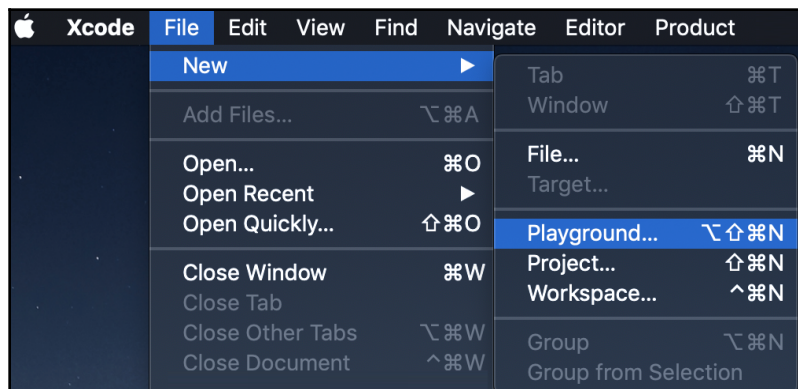 Xcode File Edit View Find Navigate Editor Product
New ▶
Add Files... ⌥⌘A
Open... ⌘O
Open Recent ▶
Open Quickly... ⇧⌘O
Close Window ⌘W
Close Tab
Close Other Tabs ⌥⌘W
Close Document ^⌘W
Tab ⌘T
Window ⇧⌘T
File... ⌘N
Target...
Playground... ⌥⇧⌘N
Project... ⇧⌘N
Workspace... ^⌘N
Group ⌥⌘N
Group from Selection